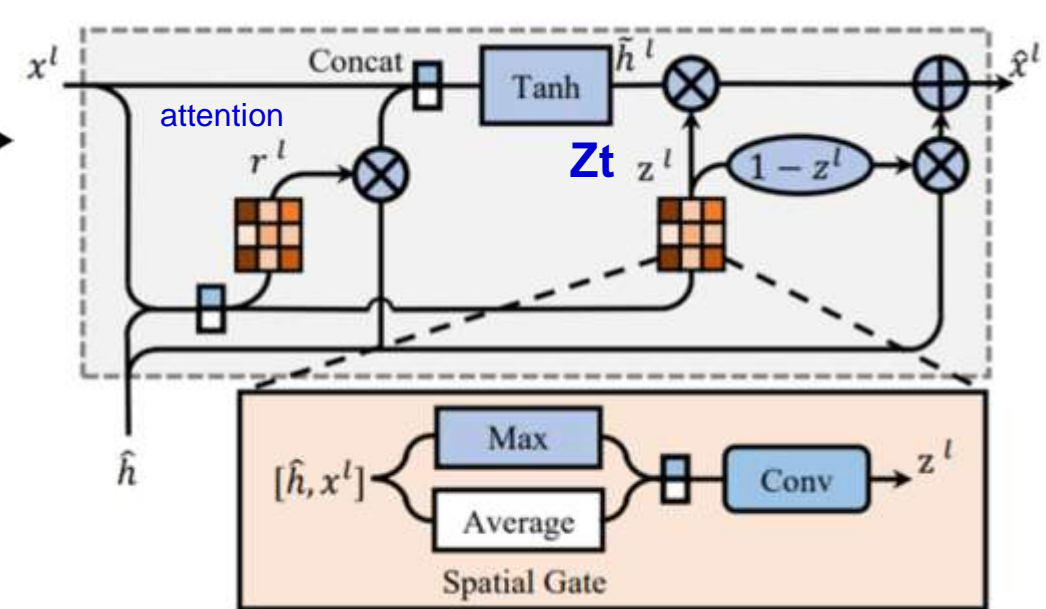 x^l
Concat
h̃^l
Tanh
x̂^l
attention
r^l
Zt
z^l
1 − z^l
ĥ
[ĥ, x^l]
Max
Average
Conv
z^l
Spatial Gate